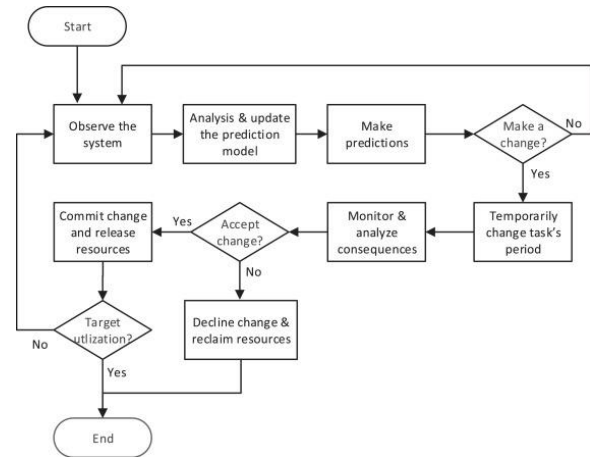 Start
Observe the
system
Analysis & update
the prediction
model
Make
predictions
Make a
change?
No
Yes
Temporarily
change task's
period
Monitor &
analyze
consequences
Accept
change?
Yes
No
Commit change
and release
resources
Decline change &
reclaim resources
Target
utlization?
No
Yes
End